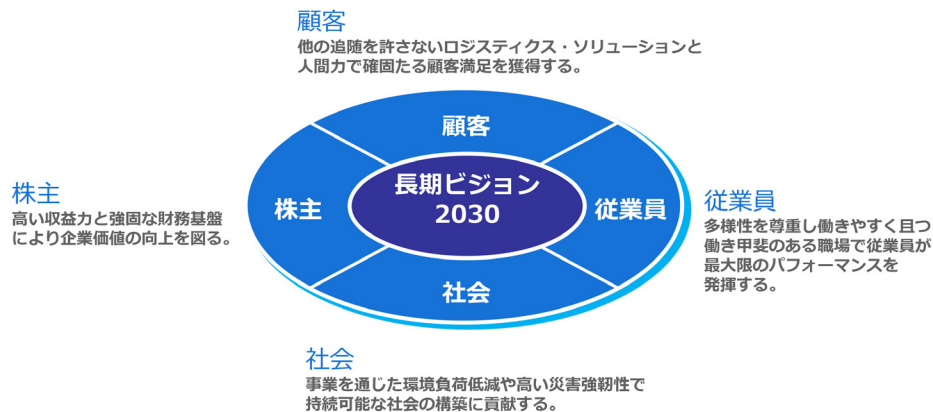 顧客
他の追随を許さないロジスティクス・ソリューションと
人間力で確固たる顧客満足を獲得する。
顧客
長期ビジョン
2030
株主
従業員
社会
株主
高い収益力と強固な財務基盤
により企業価値の向上を図る。
従業員
多様性を尊重し働きやすく且つ
働き甲斐のある職場で従業員が
最大限のパフォーマンスを
発揮する。
社会
事業を通じた環境負荷低減や高い災害強靭性で
持続可能な社会の構築に貢献する。